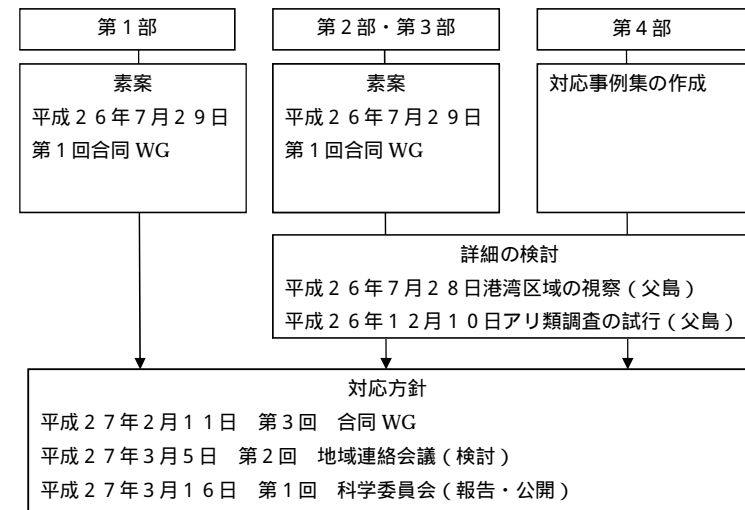 第１部
第２部・第３部
第４部
素案
平成２６年７月２９日
第１回合同 WG
素案
平成２６年７月２９日
第１回合同 WG
対応事例集の作成
詳細の検討
平成２６年７月２８日港湾区域の視察（父島）
平成２６年１２月１０日アリ類調査の試行（父島）
対応方針
平成２７年２月１１日　第３回　合同 WG
平成２７年３月５日　第２回　地域連絡会議（検討）
平成２７年３月１６日　第１回　科学委員会（報告・公開）